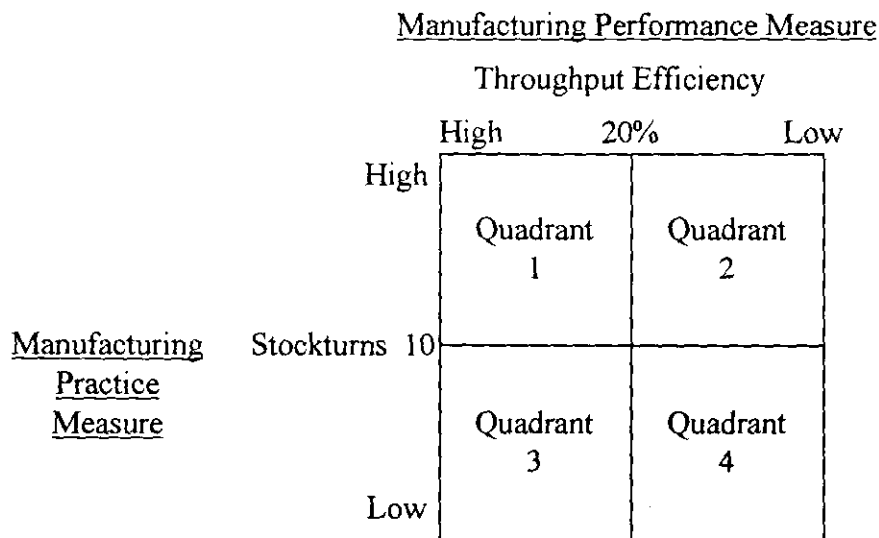 Manufacturing Performance Measure
Throughput Efficiency
High 20% Low
High
Quadrant Quadrant
1 2
Manufacturing Stockturns 10
Practice
Measure
Quadrant Quadrant
3 4
Low